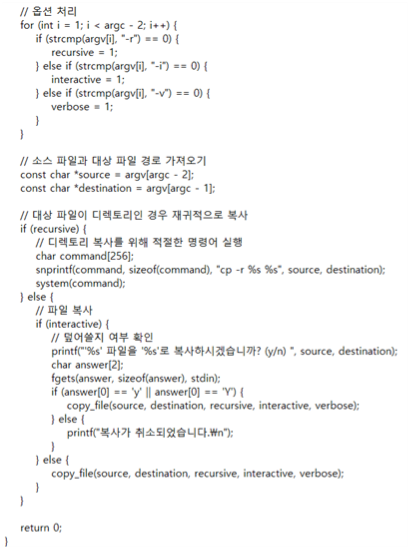 // 옵션 처리
for (int i = 1; i < argc - 2; i++) {
if (strcmp(argv[i], "-r") == 0) {
recursive = 1;
} else if (strcmp(argv[i], "-i") == 0) {
interactive = 1;
} else if (strcmp(argv[i], "-v") == 0) {
verbose = 1;
}
}
// 소스 파일과 대상 파일 경로 가져오기
const char *source = argv[argc - 2];
const char *destination = argv[argc - 1];
// 대상 파일이 디렉토리인 경우 재귀적으로 복사
if (recursive) {
// 디렉토리 복사를 위해 적절한 명령어 실행
char command[256];
snprintf(command, sizeof(command), "cp -r %s %s", source, destination);
system(command);
} else {
// 파일 복사
if (interactive) {
// 덮어쓸지 여부 확인
printf("'%s' 파일을 '%s'로 복사하시겠습니까? (y/n) ", source, destination);
char answer[2];
fgets(answer, sizeof(answer), stdin);
if (answer[0] == 'y' || answer[0] == 'Y') {
copy_file(source, destination, recursive, interactive, verbose);
} else {
printf("복사가 취소되었습니다.₩n");
}
} else {
copy_file(source, destination, recursive, interactive, verbose);
}
}
return 0;
}